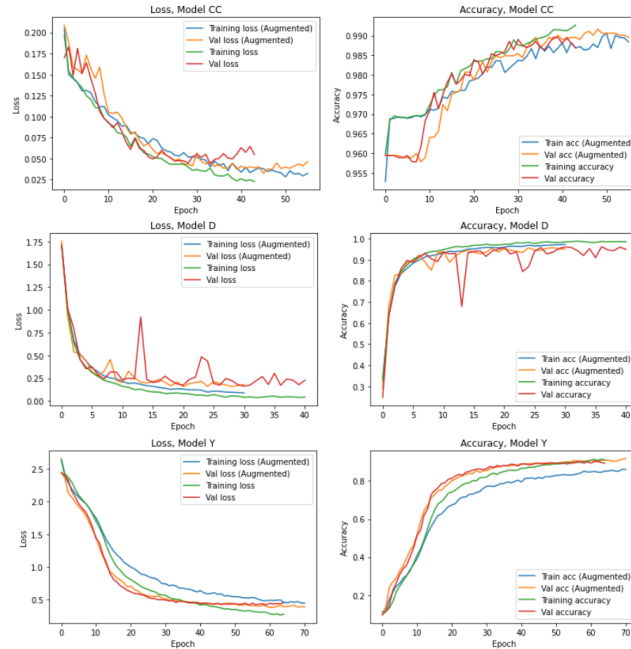 Loss, Model CC
0.200
0.175
0.150
0.125
0.100
0.075
0.050
0.025
Loss
Training loss (Augmented)
Val loss (Augmented)
Training loss
Val loss
0 10 20 30 40 50
Epoch
Accuracy, Model CC
0.990
0.985
0.980
0.975
0.970
0.965
0.960
0.955
Accuracy
Train acc (Augmented)
Val acc (Augmented)
Training accuracy
Val accuracy
0 10 20 30 40 50
Epoch
Loss, Model D
1.75
1.50
1.25
1.00
0.75
0.50
0.25
0.00
Loss
Training loss (Augmented)
Val loss (Augmented)
Training loss
Val loss
0 5 10 15 20 25 30 35 40
Epoch
Accuracy, Model D
1.0
0.9
0.8
0.7
0.6
0.5
0.4
0.3
Accuracy
Train acc (Augmented)
Val acc (Augmented)
Training accuracy
Val accuracy
0 5 10 15 20 25 30 35 40
Epoch
Loss, Model Y
2.5
2.0
1.5
1.0
0.5
Loss
Training loss (Augmented)
Val loss (Augmented)
Training loss
Val loss
0 10 20 30 40 50 60 70
Epoch
Accuracy, Model Y
0.8
0.6
0.4
0.2
Accuracy
Train acc (Augmented)
Val acc (Augmented)
Training accuracy
Val accuracy
0 10 20 30 40 50 60 70
Epoch